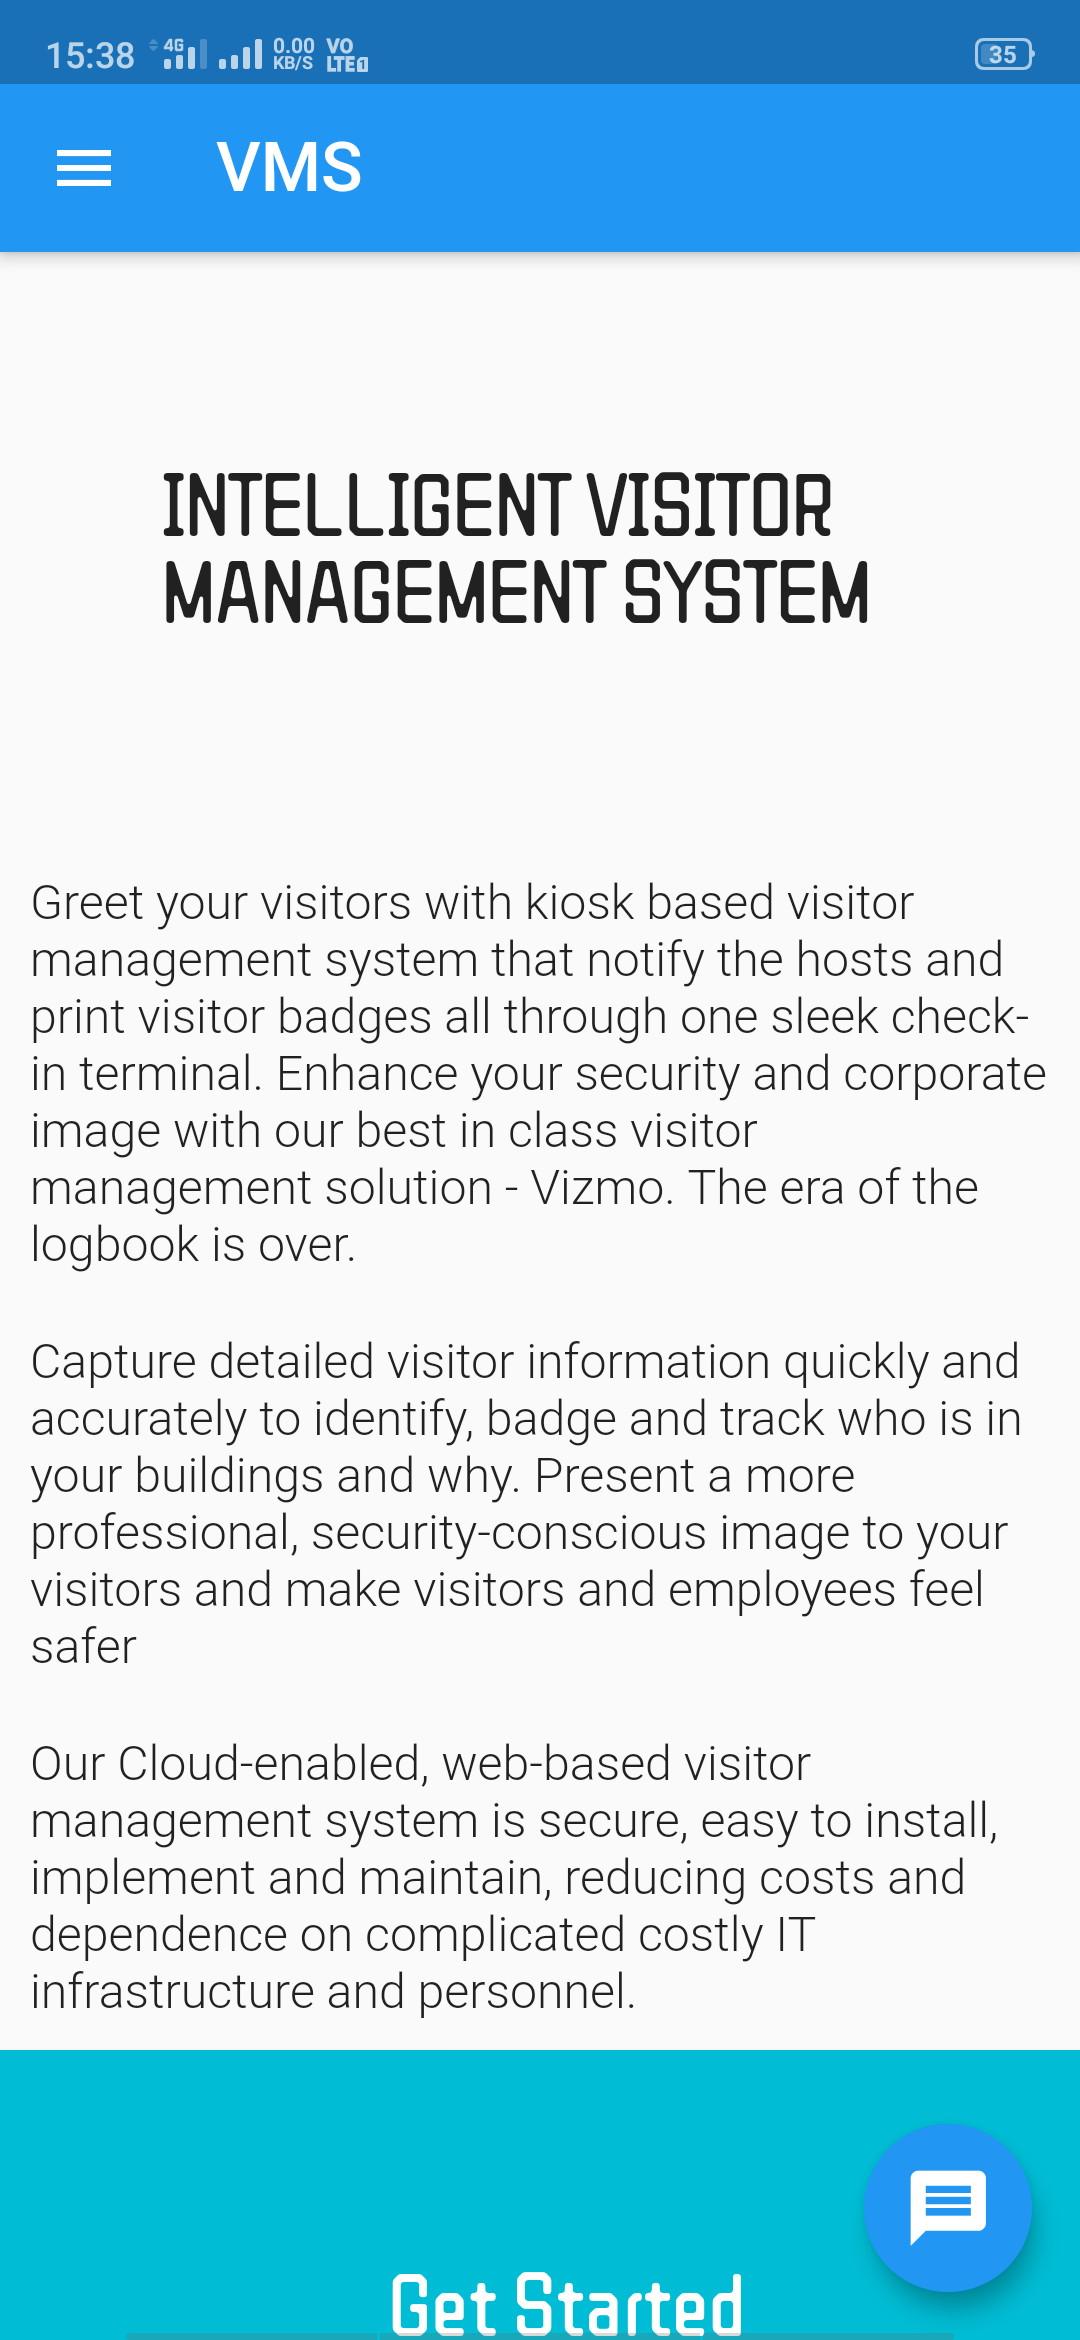 15:38 4G 0.00 KB/S VO LTE1 35
VMS
INTELLIGENT VISITOR
MANAGEMENT SYSTEM
Greet your visitors with kiosk based visitor
management system that notify the hosts and
print visitor badges all through one sleek check-
in terminal. Enhance your security and corporate
image with our best in class visitor
management solution - Vizmo. The era of the
logbook is over.
Capture detailed visitor information quickly and
accurately to identify, badge and track who is in
your buildings and why. Present a more
professional, security-conscious image to your
visitors and make visitors and employees feel
safer
Our Cloud-enabled, web-based visitor
management system is secure, easy to install,
implement and maintain, reducing costs and
dependence on complicated costly IT
infrastructure and personnel.
Get Started